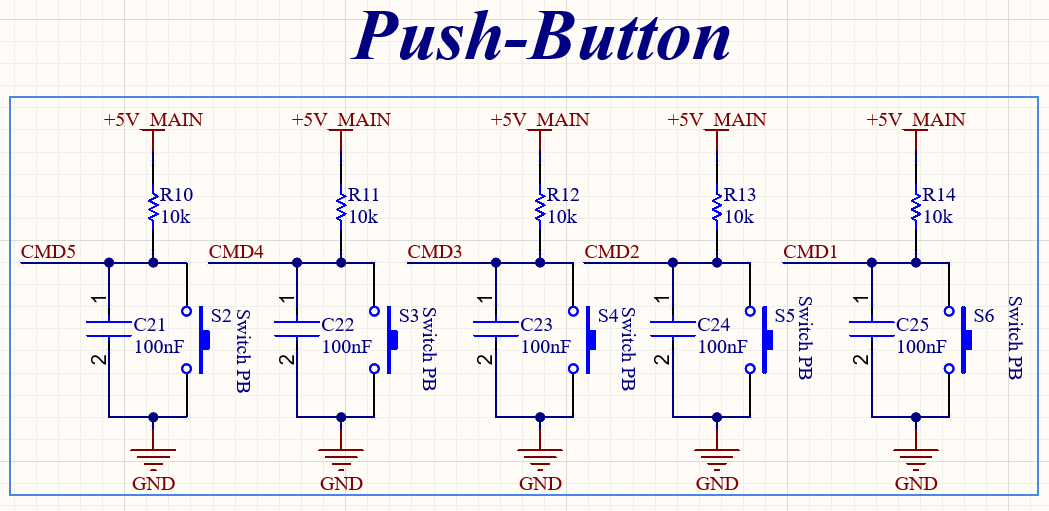 Push-Button
+5V_MAIN +5V_MAIN +5V_MAIN +5V_MAIN +5V_MAIN
R10 R11 R12 R13 R14
10k 10k 10k 10k 10k
CMD5 CMD4 CMD3 CMD2 CMD1
1 1 1 1 1
C21 S2 C22 S3 C23 S4 C24 S5 C25 S6
100nF 100nF 100nF 100nF 100nF
Switch PB Switch PB Switch PB Switch PB Switch PB
2 2 2 2 2
GND GND GND GND GND